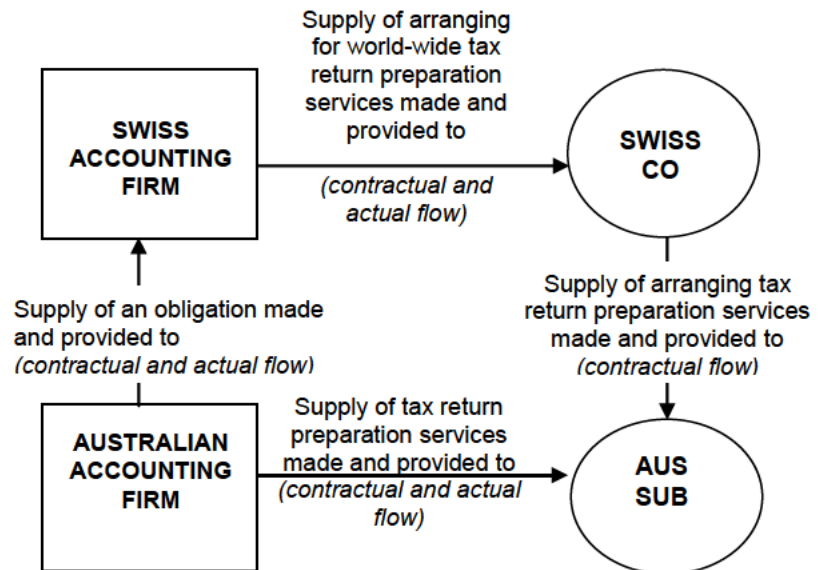 Supply of arranging
for world-wide tax
return preparation
services made and
provided to
SWISS
ACCOUNTING
FIRM
SWISS
CO
(contractual and
actual flow)
Supply of an obligation made
and provided to
(contractual and actual flow)
Supply of arranging tax
return preparation services
made and provided to
(contractual flow)
AUSTRALIAN
ACCOUNTING
FIRM
Supply of tax return
preparation services
made and provided to
(contractual and actual
flow)
AUS
SUB